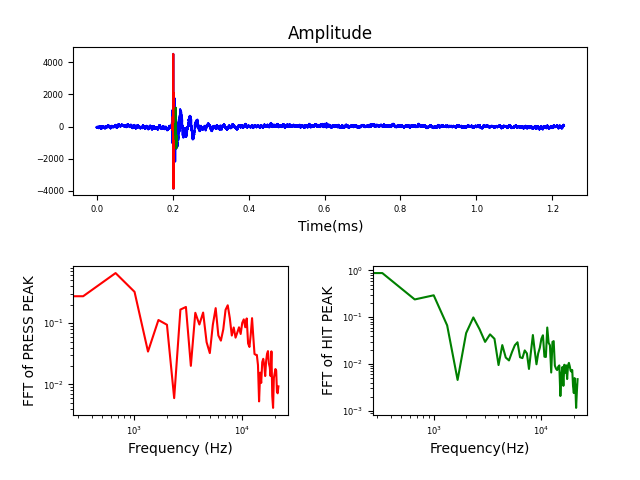 Amplitude
4000
2000
0
−2000
−4000
0.0 0.2 0.4 0.6 0.8 1.0 1.2
Time(ms)
FFT of PRESS PEAK
10⁻¹
10⁻²
10³ 10⁴
Frequency (Hz)
FFT of HIT PEAK
10⁰
10⁻¹
10⁻²
10⁻³
10³ 10⁴
Frequency(Hz)